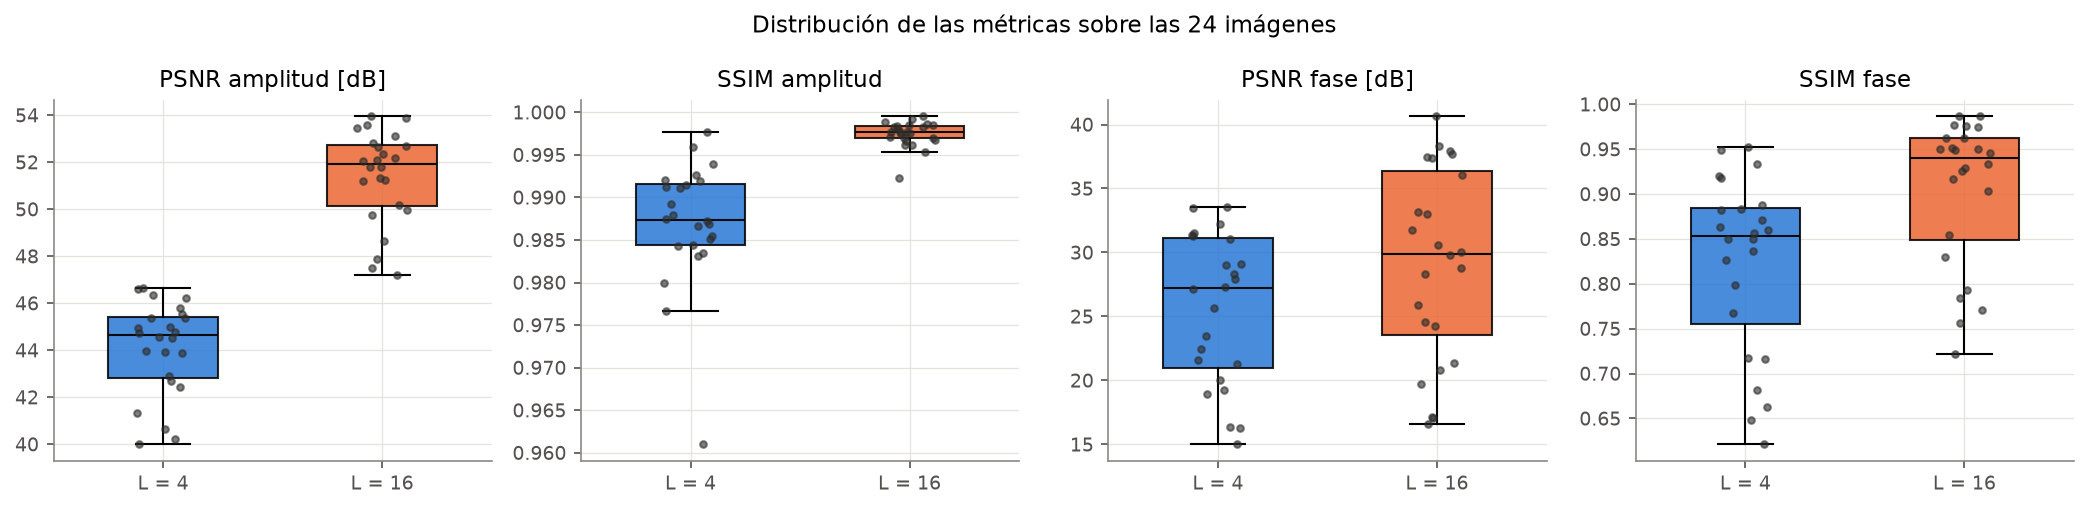 Distribución de las métricas sobre las 24 imágenes
PSNR amplitud [dB]
54
52
50
48
46
44
42
40
L = 4
L = 16
SSIM amplitud
1.000
0.995
0.990
0.985
0.980
0.975
0.970
0.965
0.960
L = 4
L = 16
PSNR fase [dB]
40
35
30
25
20
15
L = 4
L = 16
SSIM fase
1.00
0.95
0.90
0.85
0.80
0.75
0.70
0.65
L = 4
L = 16